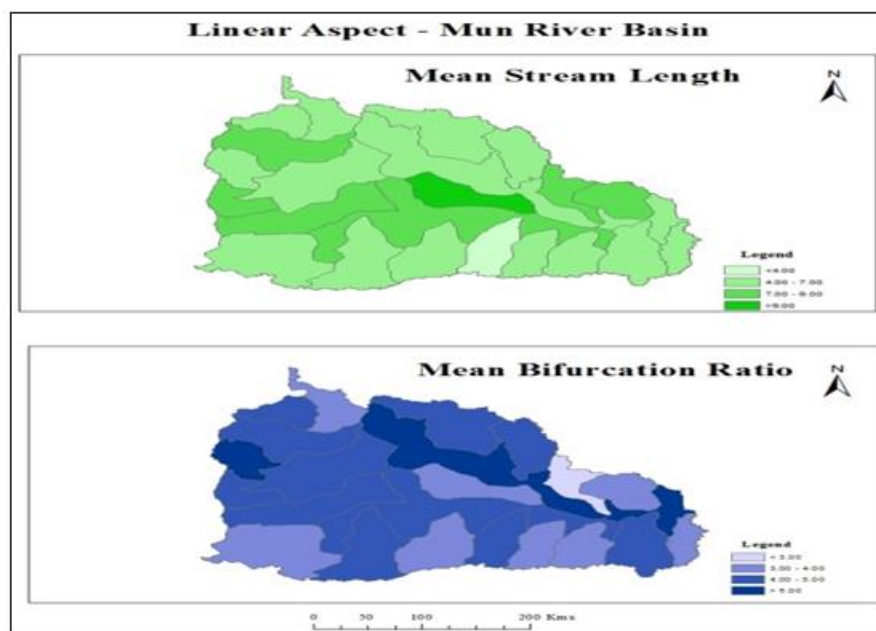 Linear Aspect - Mun River Basin
Mean Stream Length
N
Legend
<4.00
4.00 - 7.00
7.00 - 9.00
>9.00
Mean Bifurcation Ratio
N
Legend
< 3.00
3.00 - 4.00
4.00 - 5.00
> 5.00
0 50 100 200 Kms